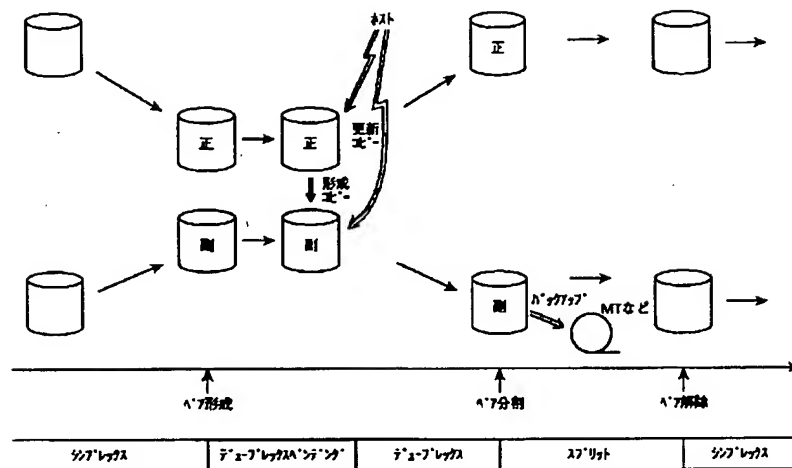 ホスト
正
正
正
更新
コピー
形成
コピー
副
副
副
バックアップ
MTなど
ペア形成
ペア分割
ペア解除
シンプレックス
デュープレックスペンデング
デュープレックス
スプリット
シンプレックス